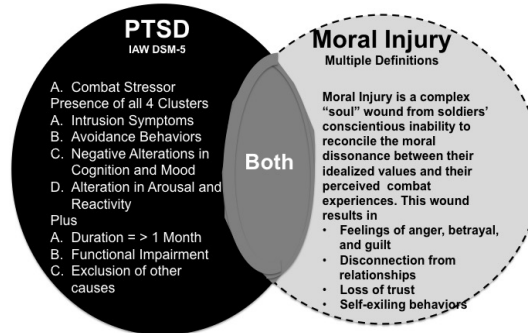 PTSD
IAW DSM-5
A. Combat Stressor
Presence of all 4 Clusters
A. Intrusion Symptoms
B. Avoidance Behaviors
C. Negative Alterations in
Cognition and Mood
D. Alteration in Arousal and
Reactivity
Plus
A. Duration = > 1 Month
B. Functional Impairment
C. Exclusion of other
causes
Both
Moral Injury
Multiple Definitions
Moral Injury is a complex
“soul” wound from soldiers’
conscientious inability to
reconcile the moral
dissonance between their
idealized values and their
perceived combat
experiences. This wound
results in
• Feelings of anger, betrayal,
and guilt
• Disconnection from
relationships
• Loss of trust
• Self-exiling behaviors